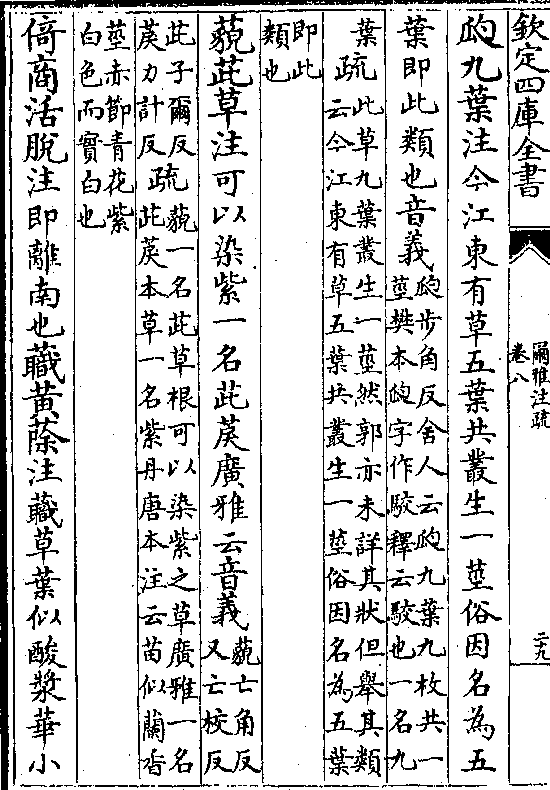 欽定四庫全書
爾雅注疏
卷八
二十九
瓝九葉注今江東有草五葉共叢生一莖俗因名為五
葉即此類也音義
瓝步角反舍人云瓝九葉九枚共一
莖樊本瓝字作駮釋云駮也一名九
葉
疏
此草九葉叢生一莖然郭亦未詳其狀但舉其類
云今江東有草五葉共叢生一莖俗因名為五葉
即此
類也
藐茈草注可以染紫一名茈䓞廣雅云音義
藐亡角反
又亡校反
茈子爾反
䓞力計反
疏
藐一名茈草根可以染紫之草廣雅一名
茈䓞本草一名紫丹唐本注云苗似蘭香
莖赤節青花紫
白色而實白也
倚商活脫注即離南也蘵黃蒢注蘵草葉似酸漿華小